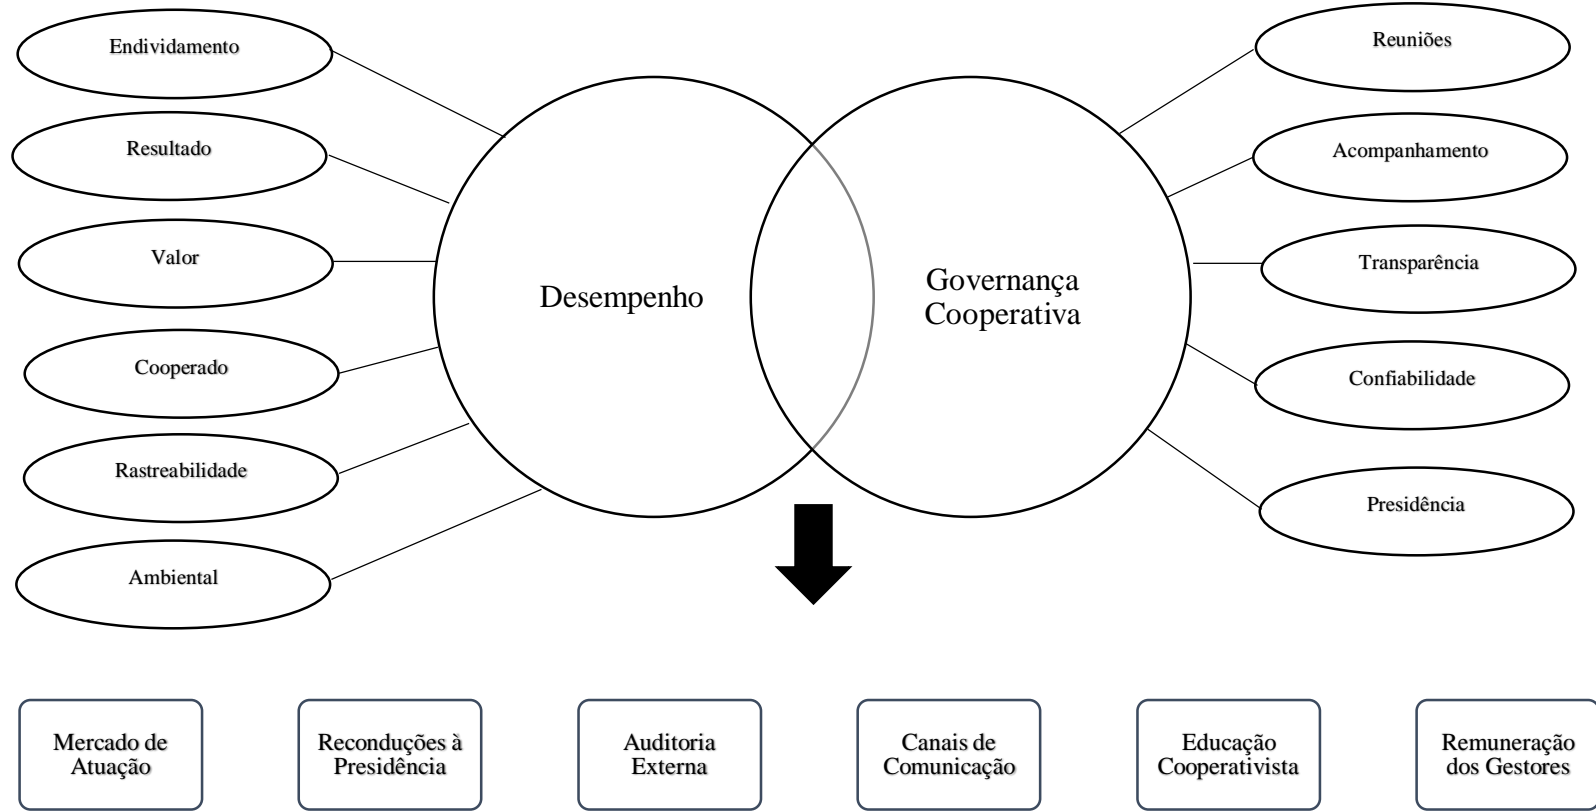 Endividamento
Resultado
Valor
Cooperado
Rastreabilidade
Ambiental
Desempenho
Governança
Cooperativa
Reuniões
Acompanhamento
Transparência
Confiabilidade
Presidência
Mercado de
Atuação
Reconduções à
Presidência
Auditoria
Externa
Canais de
Comunicação
Educação
Cooperativista
Remuneração
dos Gestores